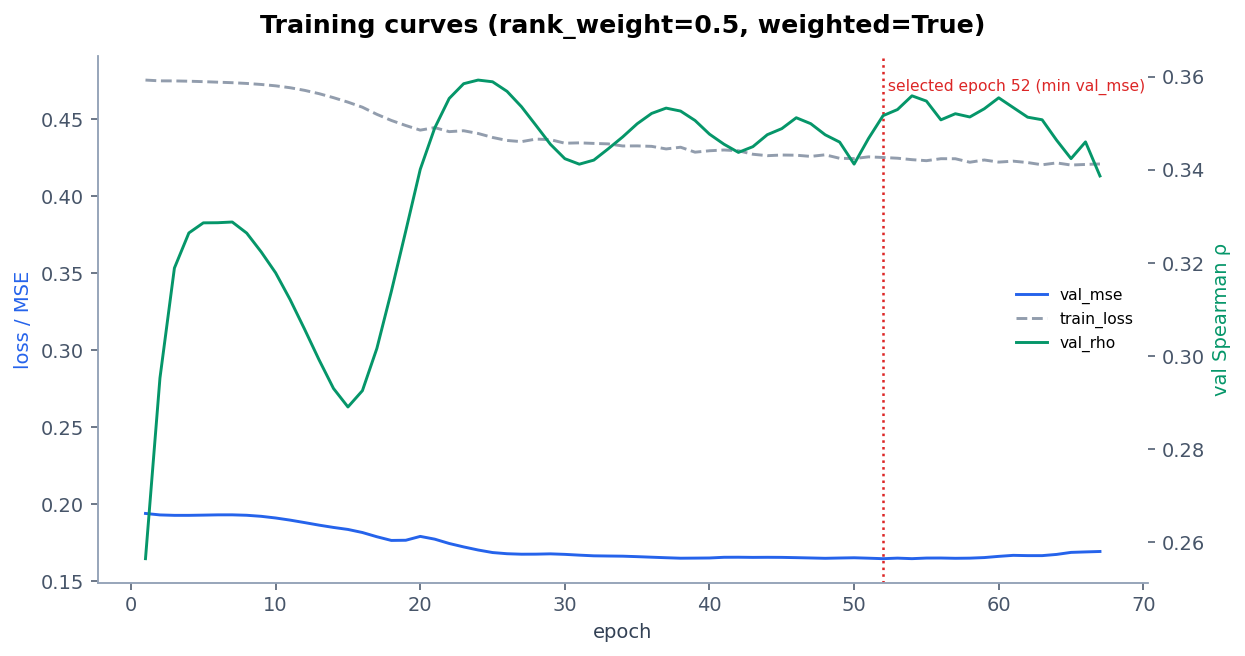 Training curves (rank_weight=0.5, weighted=True)
selected epoch 52 (min val_mse)
loss / MSE
0.45
0.40
0.35
0.30
0.25
0.20
0.15
0.36
0.34
0.32
0.30
0.28
0.26
val Spearman ρ
val_mse
train_loss
val_rho
0 10 20 30 40 50 60 70
epoch